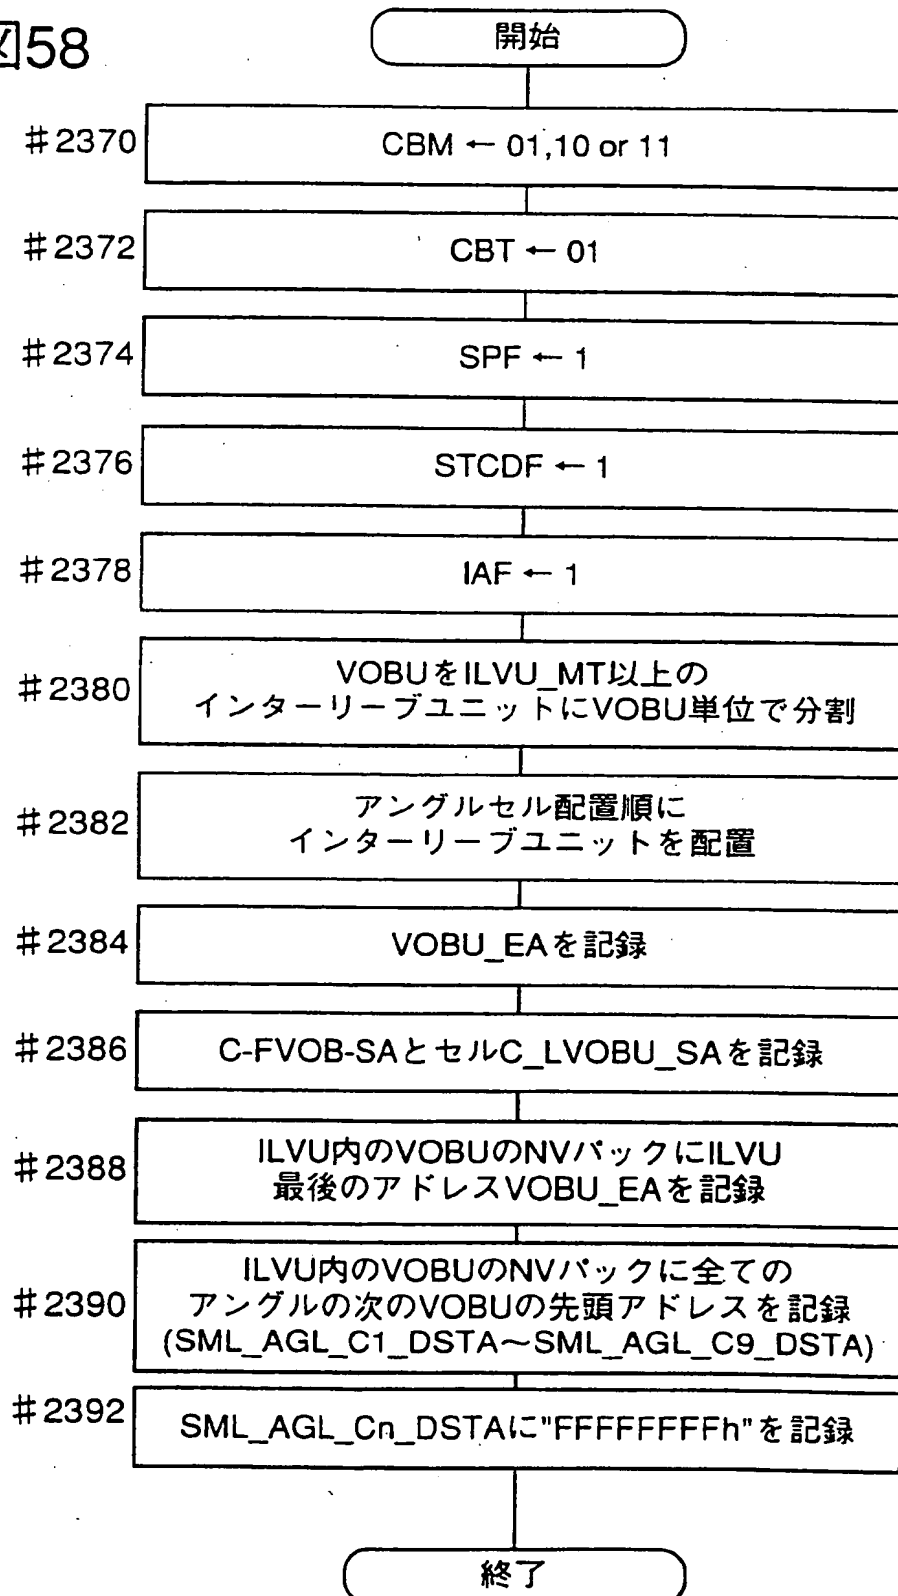 図58
開始
#2370
CBM ← 01,10 or 11
#2372
CBT ← 01
#2374
SPF ← 1
#2376
STCDF ← 1
#2378
IAF ← 1
#2380
VOBUをILVU_MT以上の
インターリーブユニットにVOBU単位で分割
#2382
アングルセル配置順に
インターリーブユニットを配置
#2384
VOBU_EAを記録
#2386
C-FVOB-SAとセルC_LVOBU_SAを記録
#2388
ILVU内のVOBUのNVパックにILVU
最後のアドレスVOBU_EAを記録
#2390
ILVU内のVOBUのNVパックに全ての
アングルの次のVOBUの先頭アドレスを記録
(SML_AGL_C1_DSTA～SML_AGL_C9_DSTA)
#2392
SML_AGL_Cn_DSTAに"FFFFFFFFh"を記録
終了